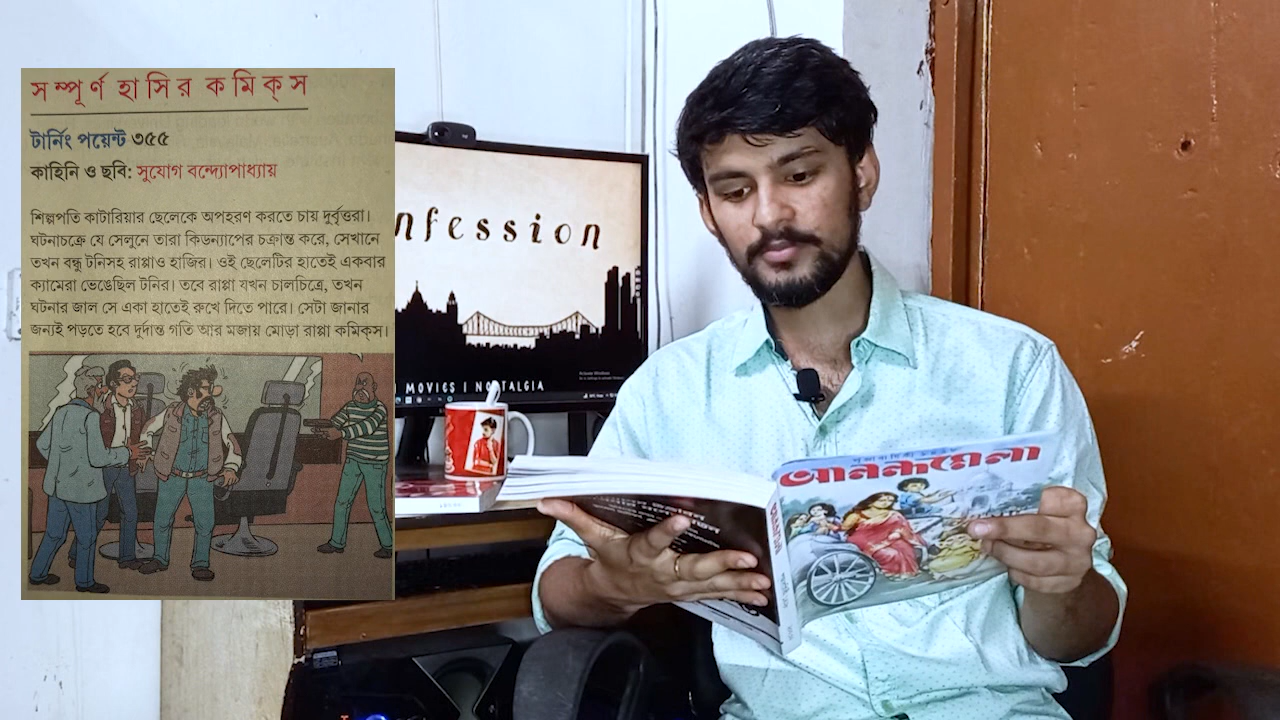 সম্পূর্ণ হাসির কমিক্‌স
টার্নিং পয়েন্ট ৩৫৫
কাহিনি ও ছবি: সুযোগ বন্দ্যোপাধ্যায়
শিল্পপতি কাটারিয়ার ছেলেকে অপহরণ করতে চায় দুর্বৃত্তরা।
ঘটনাচক্রে যে সেলুনে তারা কিডন্যাপের চক্রান্ত করে, সেখানে
তখন বন্ধু টনিসহ রাপ্পাও হাজির। ওই ছেলেটির হাতেই একবার
ক্যামেরা ভেঙেছিল টনির। তবে রাপ্পা যখন চালচিত্রে, তখন
ঘটনার জাল সে একা হাতেই রুখে দিতে পারে। সেটা জানার
জন্যই পড়তে হবে দুর্দান্ত গতি আর মজায় মোড়া রাপ্পা কমিক্‌স।
nfession
MOVIES I NOSTALGIA
আনন্দমেলা